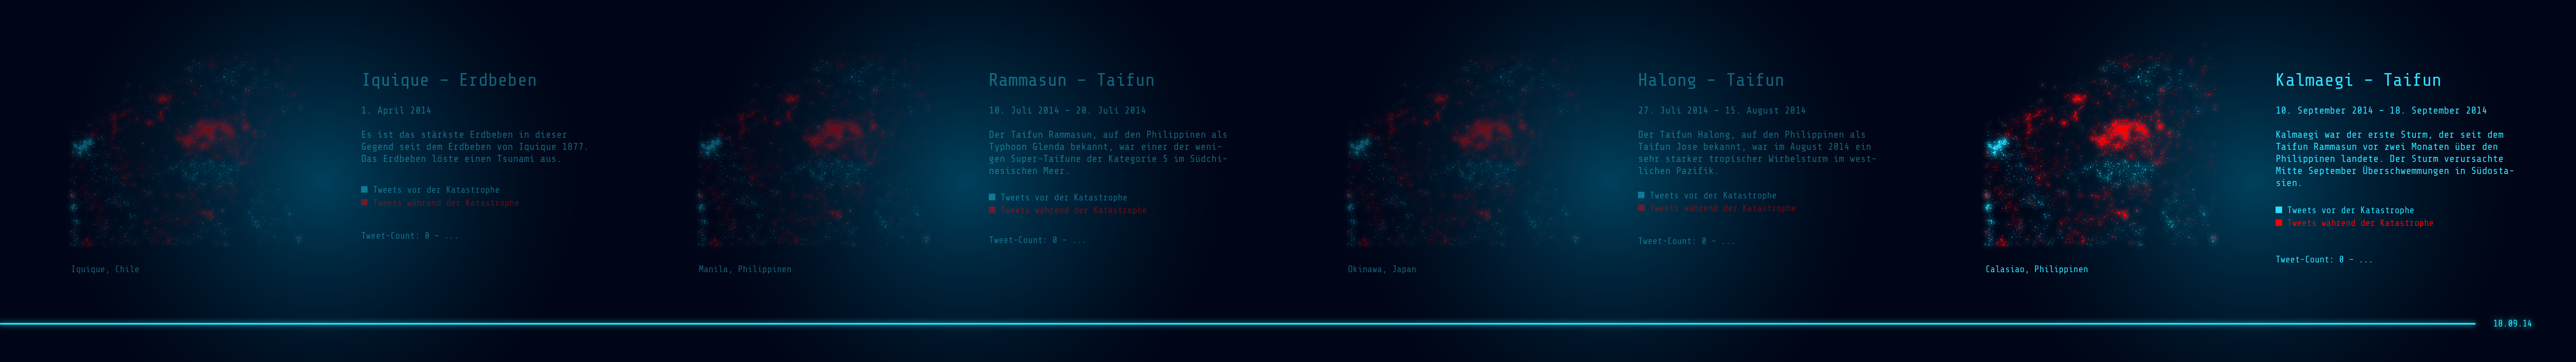 Iquique – Erdbeben
1. April 2014
Es ist das stärkste Erdbeben in dieser
Gegend seit dem Erdbeben von Iquique 1877.
Das Erdbeben löste einen Tsunami aus.
Tweets vor der Katastrophe
Tweets während der Katastrophe
Tweet-Count: 0 – ...
Iquique, Chile
Rammasun – Taifun
10. Juli 2014 – 20. Juli 2014
Der Taifun Rammasun, auf den Philippinen als
Typhoon Glenda bekannt, war einer der weni-
gen Super-Taifune der Kategorie 5 im Südchi-
nesischen Meer.
Tweets vor der Katastrophe
Tweets während der Katastrophe
Tweet-Count: 0 – ...
Manila, Philippinen
Halong – Taifun
27. Juli 2014 – 15. August 2014
Der Taifun Halong, auf den Philippinen als
Taifun Jose bekannt, war im August 2014 ein
sehr starker tropischer Wirbelsturm im west-
lichen Pazifik.
Tweets vor der Katastrophe
Tweets während der Katastrophe
Tweet-Count: 0 – ...
Okinawa, Japan
Kalmaegi – Taifun
10. September 2014 – 18. September 2014
Kalmaegi war der erste Sturm, der seit dem
Taifun Rammasun vor zwei Monaten über den
Philippinen landete. Der Sturm verursachte
Mitte September Überschwemmungen in Südosta-
sien.
Tweets vor der Katastrophe
Tweets während der Katastrophe
Tweet-Count: 0 – ...
Calasiao, Philippinen
18.09.14